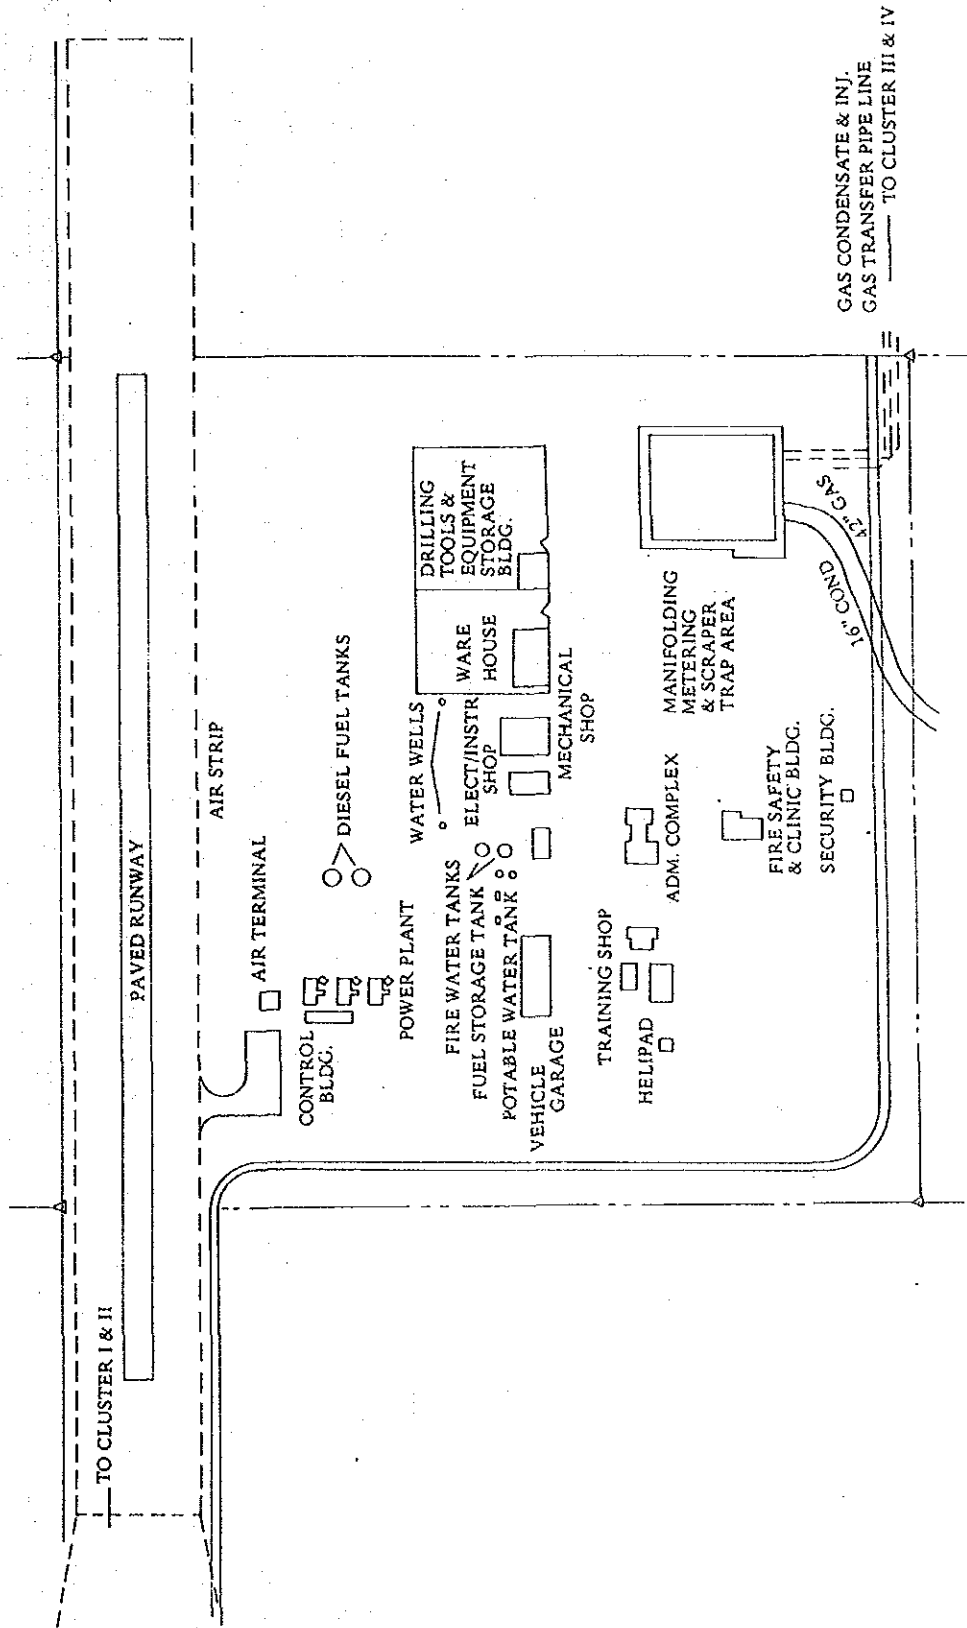 TO CLUSTER I & II
PAVED RUNWAY
AIR STRIP
AIR TERMINAL
CONTROL
BLDG.
DIESEL FUEL TANKS
POWER PLANT
WATER WELLS
DRILLING
TOOLS &
EQUIPMENT
STORAGE
BLDG.
WARE
HOUSE
ELECT/INSTR
SHOP
FIRE WATER TANKS
FUEL STORAGE TANK
POTABLE WATER TANK
VEHICLE
GARAGE
MECHANICAL
SHOP
TRAINING SHOP
HELIPAD
ADM. COMPLEX
MANIFOLDING
METERING
& SCRAPER
TRAP AREA
FIRE SAFETY
& CLINIC BLDG.
SECURITY BLDG.
16" COND
42" GAS
GAS CONDENSATE & INJ.
GAS TRANSFER PIPE LINE
TO CLUSTER III & IV